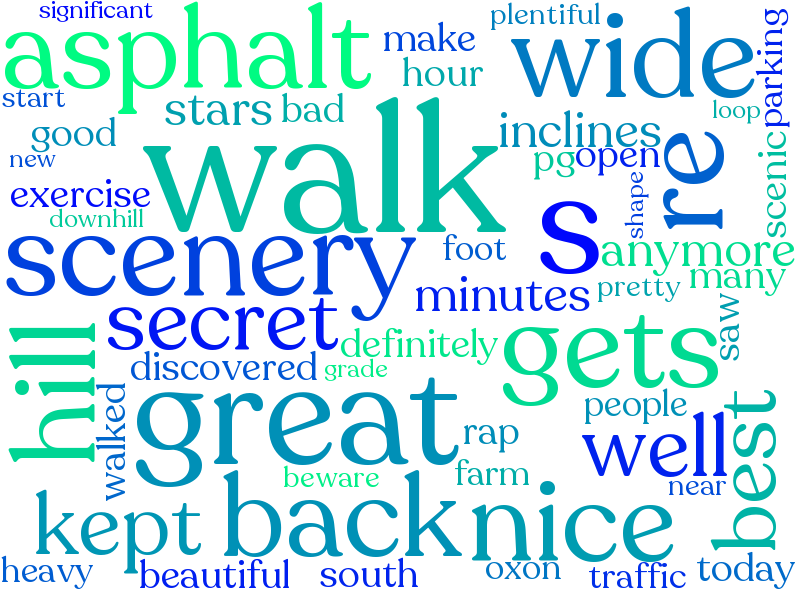 significant
plentiful
asphalt
make
wide
parking
hour
start
stars
bad
loop
good
inclines
new
walk
pg
open
re
scenic
exercise
shape
downhill
s
scenery
foot
anymore
many
minutes
pretty
secret
saw
hill
definitely
gets
discovered
grade
great
walked
people
best
rap
well
beware
farm
near
kept
back
nice
heavy
beautiful
south
oxon
traffic
today